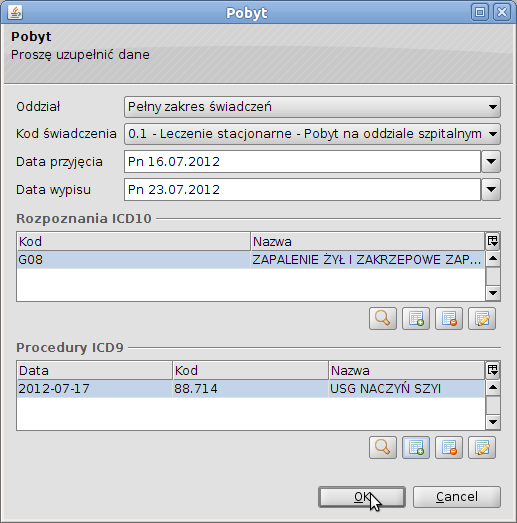 Pobyt
Pobyt
Proszę uzupełnić dane
Oddział Pełny zakres świadczeń
Kod świadczenia 0.1 - Leczenie stacjonarne - Pobyt na oddziale szpitalnym
Data przyjęcia Pn 16.07.2012
Data wypisu Pn 23.07.2012
Rozpoznania ICD10
Kod Nazwa
G08 ZAPALENIE ŻYŁ I ZAKRZEPOWE ZAP...
Procedury ICD9
Data Kod Nazwa
2012-07-17 88.714 USG NACZYŃ SZYI
OK Cancel